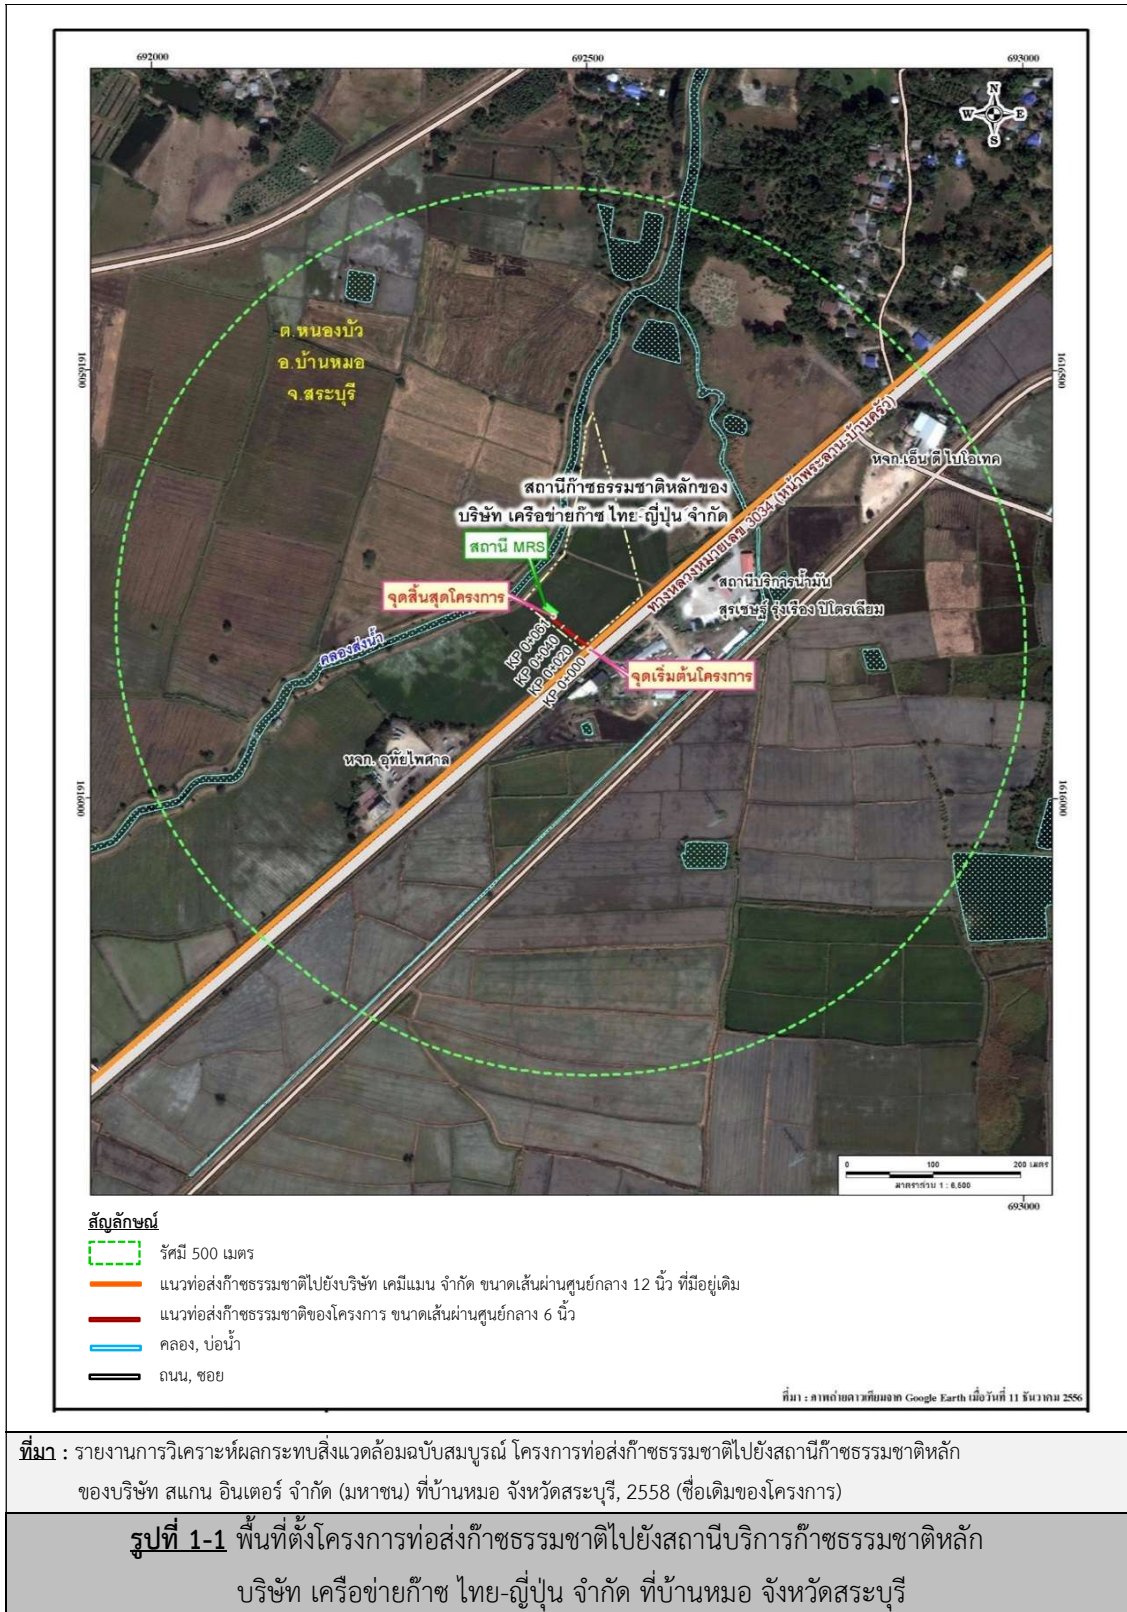 692000 692500 693000
N
W E
S
ต.หนองบัว
อ.บ้านหมอ
จ.สระบุรี
1616500 1616500
ทางหลวงหมายเลข 3034 (หน้าพระลาน-บ้านครัว)
หจก.เอ็น ดี ไบโอเทค
สถานีก๊าซธรรมชาติหลักของ
บริษัท เครือข่ายก๊าซ ไทย-ญี่ปุ่น จำกัด
สถานี MRS
สถานีบริการน้ำมัน
สุรเชษฐ์ รุ่งเรือง ปิโตรเลียม
จุดสิ้นสุดโครงการ
คลองส่งน้ำ
KP 0+061
KP 0+040
KP 0+020
KP 0+000
จุดเริ่มต้นโครงการ
หจก. อุทัยไพศาล
1616000 1616000
0 100 200 เมตร
มาตราส่วน 1 : 6,500
693000
สัญลักษณ์
รัศมี 500 เมตร
แนวท่อส่งก๊าซธรรมชาติไปยังบริษัท เคมีแมน จำกัด ขนาดเส้นผ่านศูนย์กลาง 12 นิ้ว ที่มีอยู่เดิม
แนวท่อส่งก๊าซธรรมชาติของโครงการ ขนาดเส้นผ่านศูนย์กลาง 6 นิ้ว
คลอง, บ่อน้ำ
ถนน, ซอย
ที่มา : ภาพถ่ายดาวเทียมจาก Google Earth เมื่อวันที่ 11 ธันวาคม 2556
ที่มา : รายงานการวิเคราะห์ผลกระทบสิ่งแวดล้อมฉบับสมบูรณ์ โครงการท่อส่งก๊าซธรรมชาติไปยังสถานีก๊าซธรรมชาติหลัก
ของบริษัท สแกน อินเตอร์ จำกัด (มหาชน) ที่บ้านหมอ จังหวัดสระบุรี, 2558 (ชื่อเดิมของโครงการ)
รูปที่ 1-1 พื้นที่ตั้งโครงการท่อส่งก๊าซธรรมชาติไปยังสถานีบริการก๊าซธรรมชาติหลัก
บริษัท เครือข่ายก๊าซ ไทย-ญี่ปุ่น จำกัด ที่บ้านหมอ จังหวัดสระบุรี